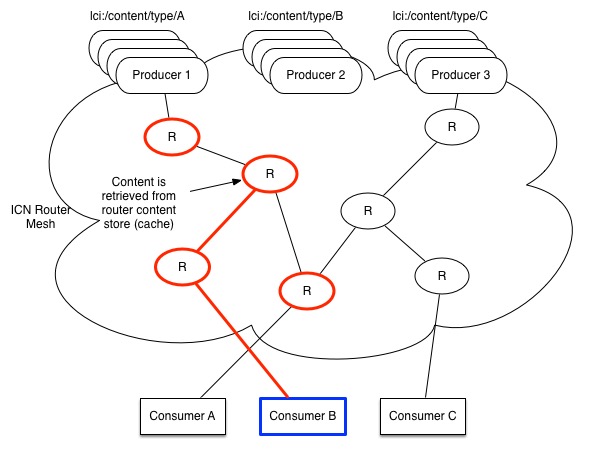 lci:/content/type/A
lci:/content/type/B
lci:/content/type/C
Producer 1
Producer 2
Producer 3
R
R
R
Content is
retrieved from
router content
store (cache)
ICN Router
Mesh
R
R
R
R
Consumer A
Consumer B
Consumer C